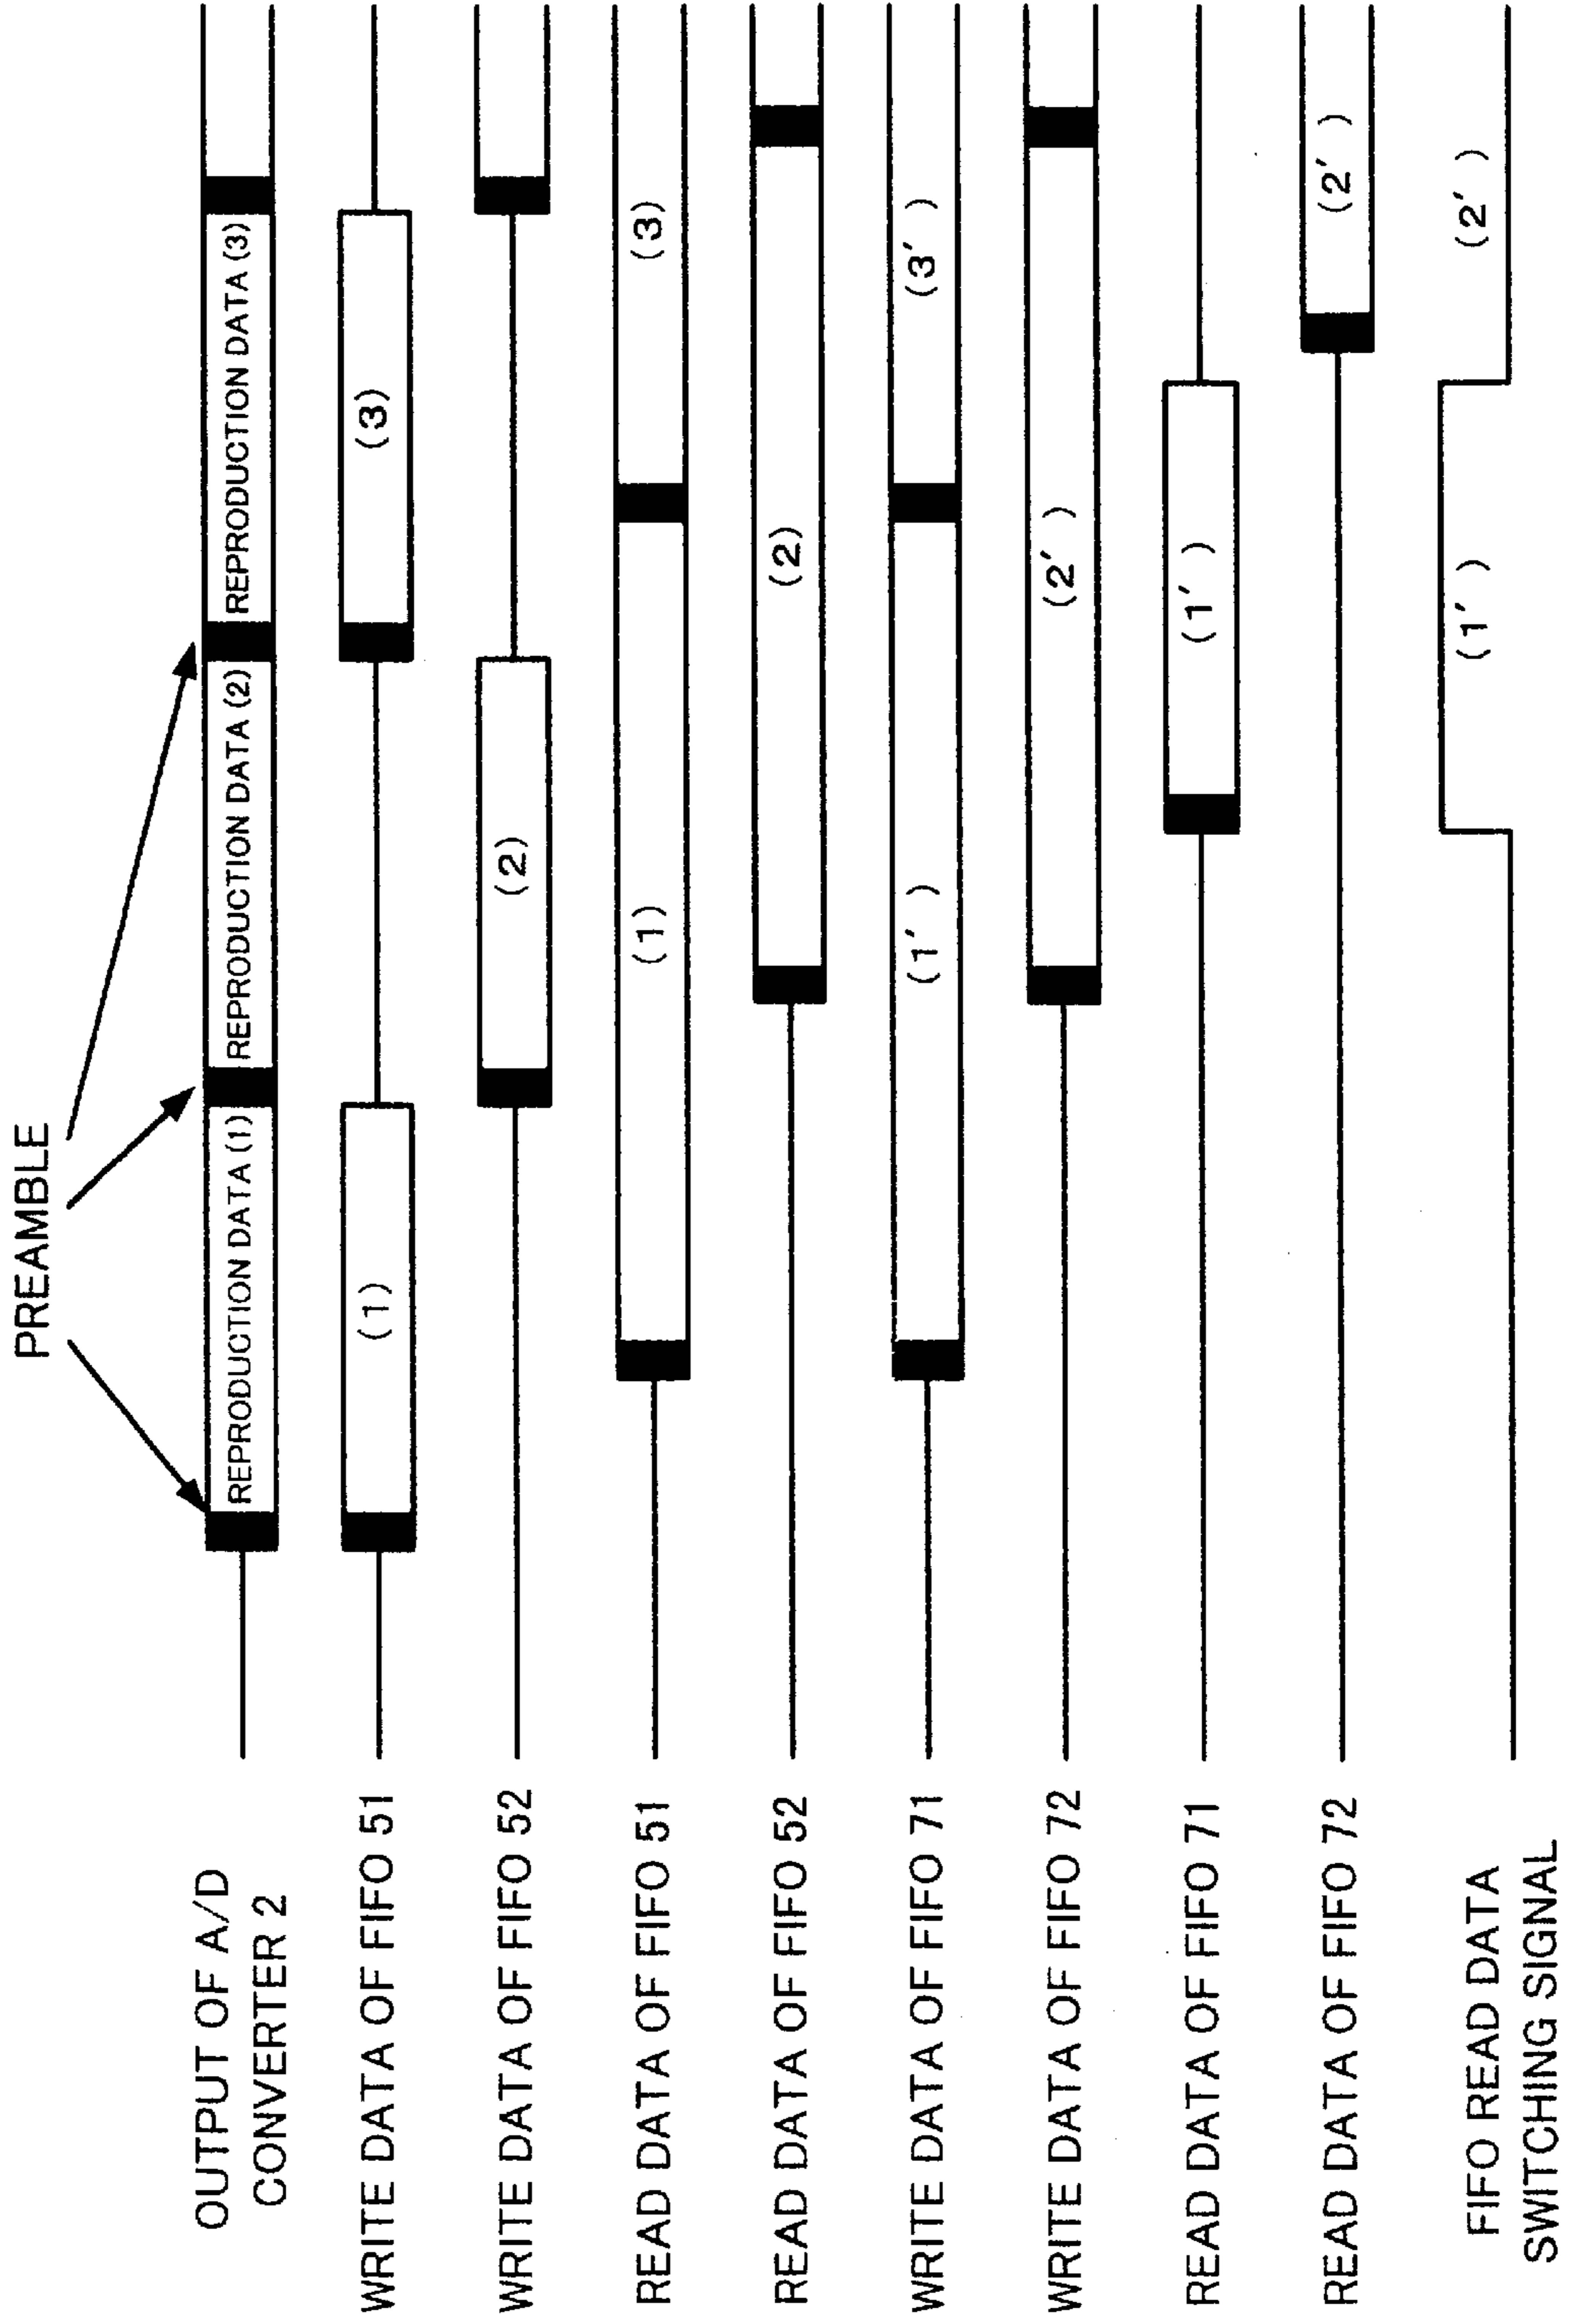 PREAMBLE
OUTPUT OF A/D
CONVERTER 2
REPRODUCTION DATA (1)
REPRODUCTION DATA (2)
REPRODUCTION DATA (3)
WRITE DATA OF FIFO 51
(1)
(3)
WRITE DATA OF FIFO 52
(2)
READ DATA OF FIFO 51
(1)
(3)
READ DATA OF FIFO 52
(2)
WRITE DATA OF FIFO 71
(1′)
(3′)
WRITE DATA OF FIFO 72
(2′)
READ DATA OF FIFO 71
(1′)
READ DATA OF FIFO 72
(2′)
FIFO READ DATA
SWITCHING SIGNAL
(1′)
(2′)